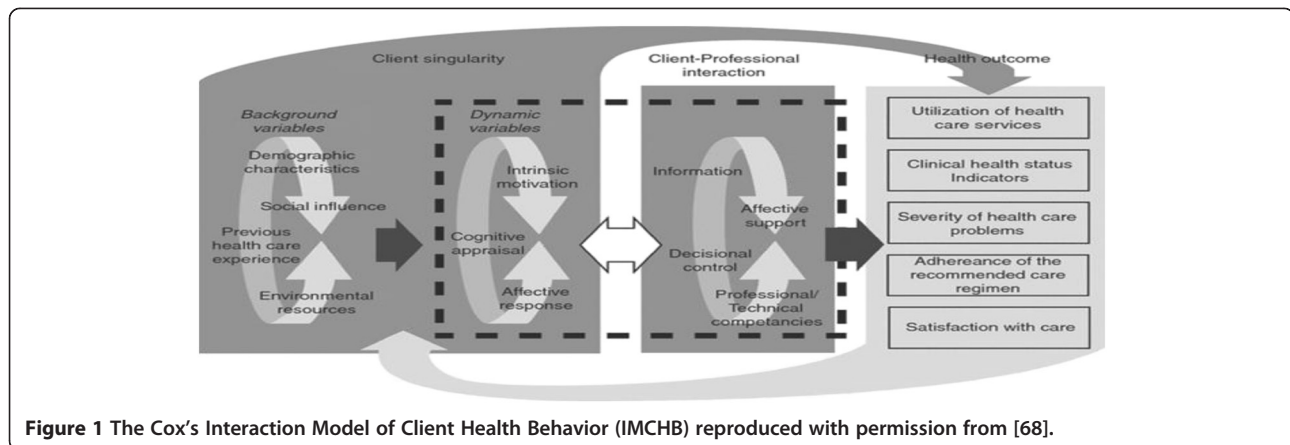 Client singularity
Client-Professional
interaction
Health outcome
Background
variables
Demographic
characteristics
Social influence
Previous
health care
experience
Environmental
resources
Dynamic
variables
Intrinsic
motivation
Cognitive
appraisal
Affective
response
Information
Affective
support
Decisional
control
Professional/
Technical
competancies
Utilization of health
care services
Clinical health status
Indicators
Severity of health care
problems
Adhereance of the
recommended care
regimen
Satisfaction with care
Figure 1 The Cox's Interaction Model of Client Health Behavior (IMCHB) reproduced with permission from [68].